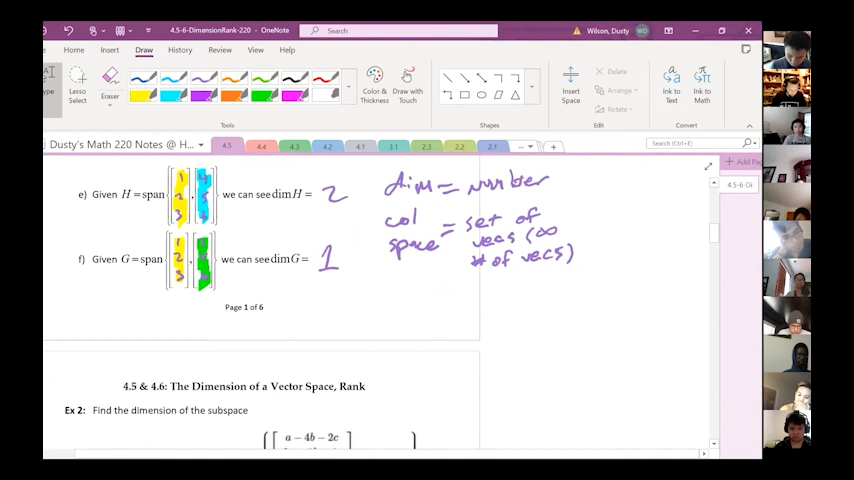 4.5-6-DimensionRank-220 - OneNote
Search
Wilson, Dusty
WD
Home Insert Draw History Review View Help
Type
Lasso Select
Eraser
Color & Thickness
Draw with Touch
Insert Space
Delete
Arrange
Rotate
Ink to Text
Ink to Math
Tools
Shapes
Edit
Convert
Dusty's Math 220 Notes @ H...
4.5 4.4 4.3 4.2 4.1 3.1 2.3 2.2 2.1
Search (Ctrl+E)
Add Pag
4.5-6-Di
e) Given H = span { [1 2 3], [4 5 6] } we can see dim H = 2
f) Given G = span { [1 2 3], } we can see dim G = 1
dim = number
col space = set of vecs (∞ # of vecs)
Page 1 of 6
4.5 & 4.6: The Dimension of a Vector Space, Rank
Ex 2: Find the dimension of the subspace
a − 4b − 2c